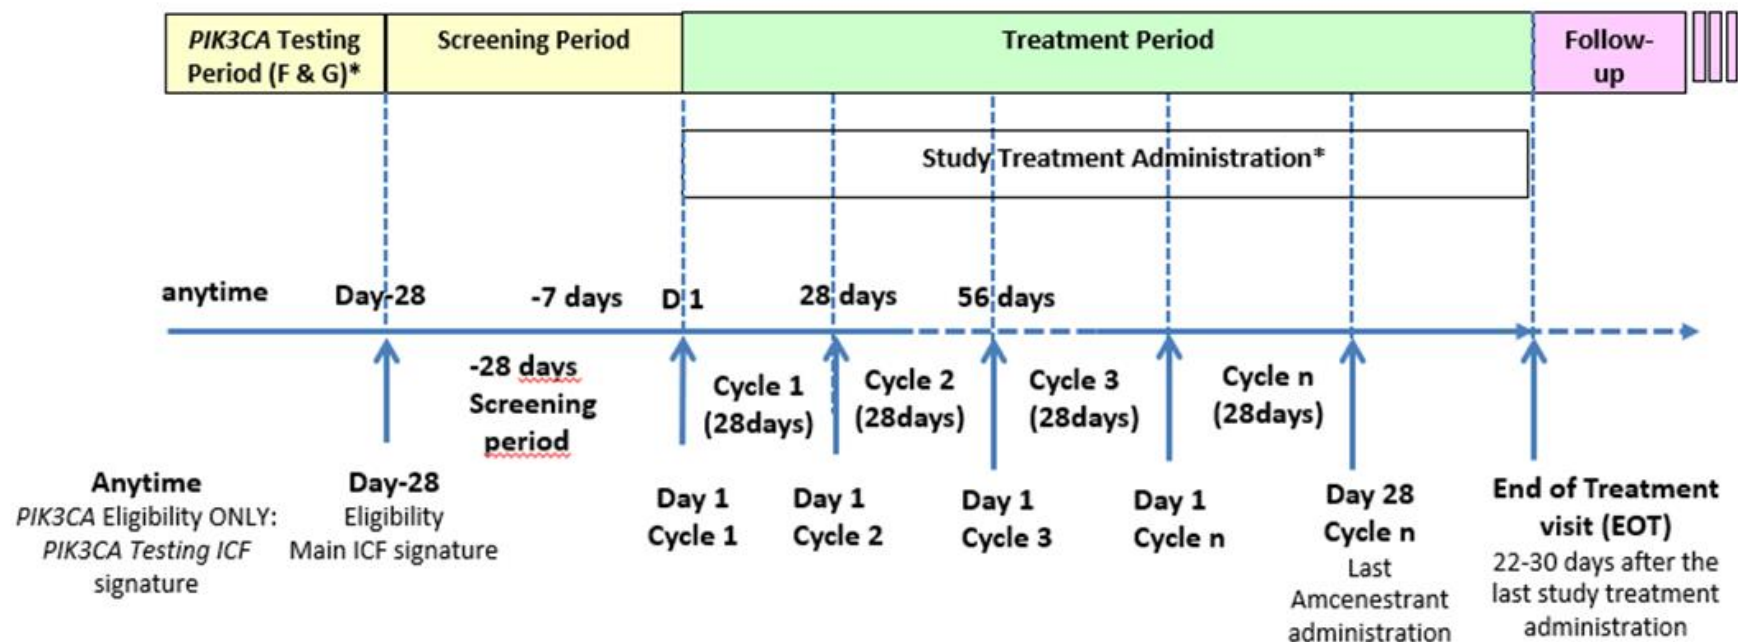 PIK3CA Testing
Period (F & G)*
Screening Period
Treatment Period
Follow-
up
Study Treatment Administration*
anytime
Day-28
-7 days
D 1
28 days
56 days
-28 days
Screening
period
Cycle 1
(28days)
Cycle 2
(28days)
Cycle 3
(28days)
Cycle n
(28days)
Anytime
PIK3CA Eligibility ONLY:
PIK3CA Testing ICF
signature
Day-28
Eligibility
Main ICF signature
Day 1
Cycle 1
Day 1
Cycle 2
Day 1
Cycle 3
Day 1
Cycle n
Day 28
Cycle n
Last
Amcenestrant
administration
End of Treatment
visit (EOT)
22-30 days after the
last study treatment
administration